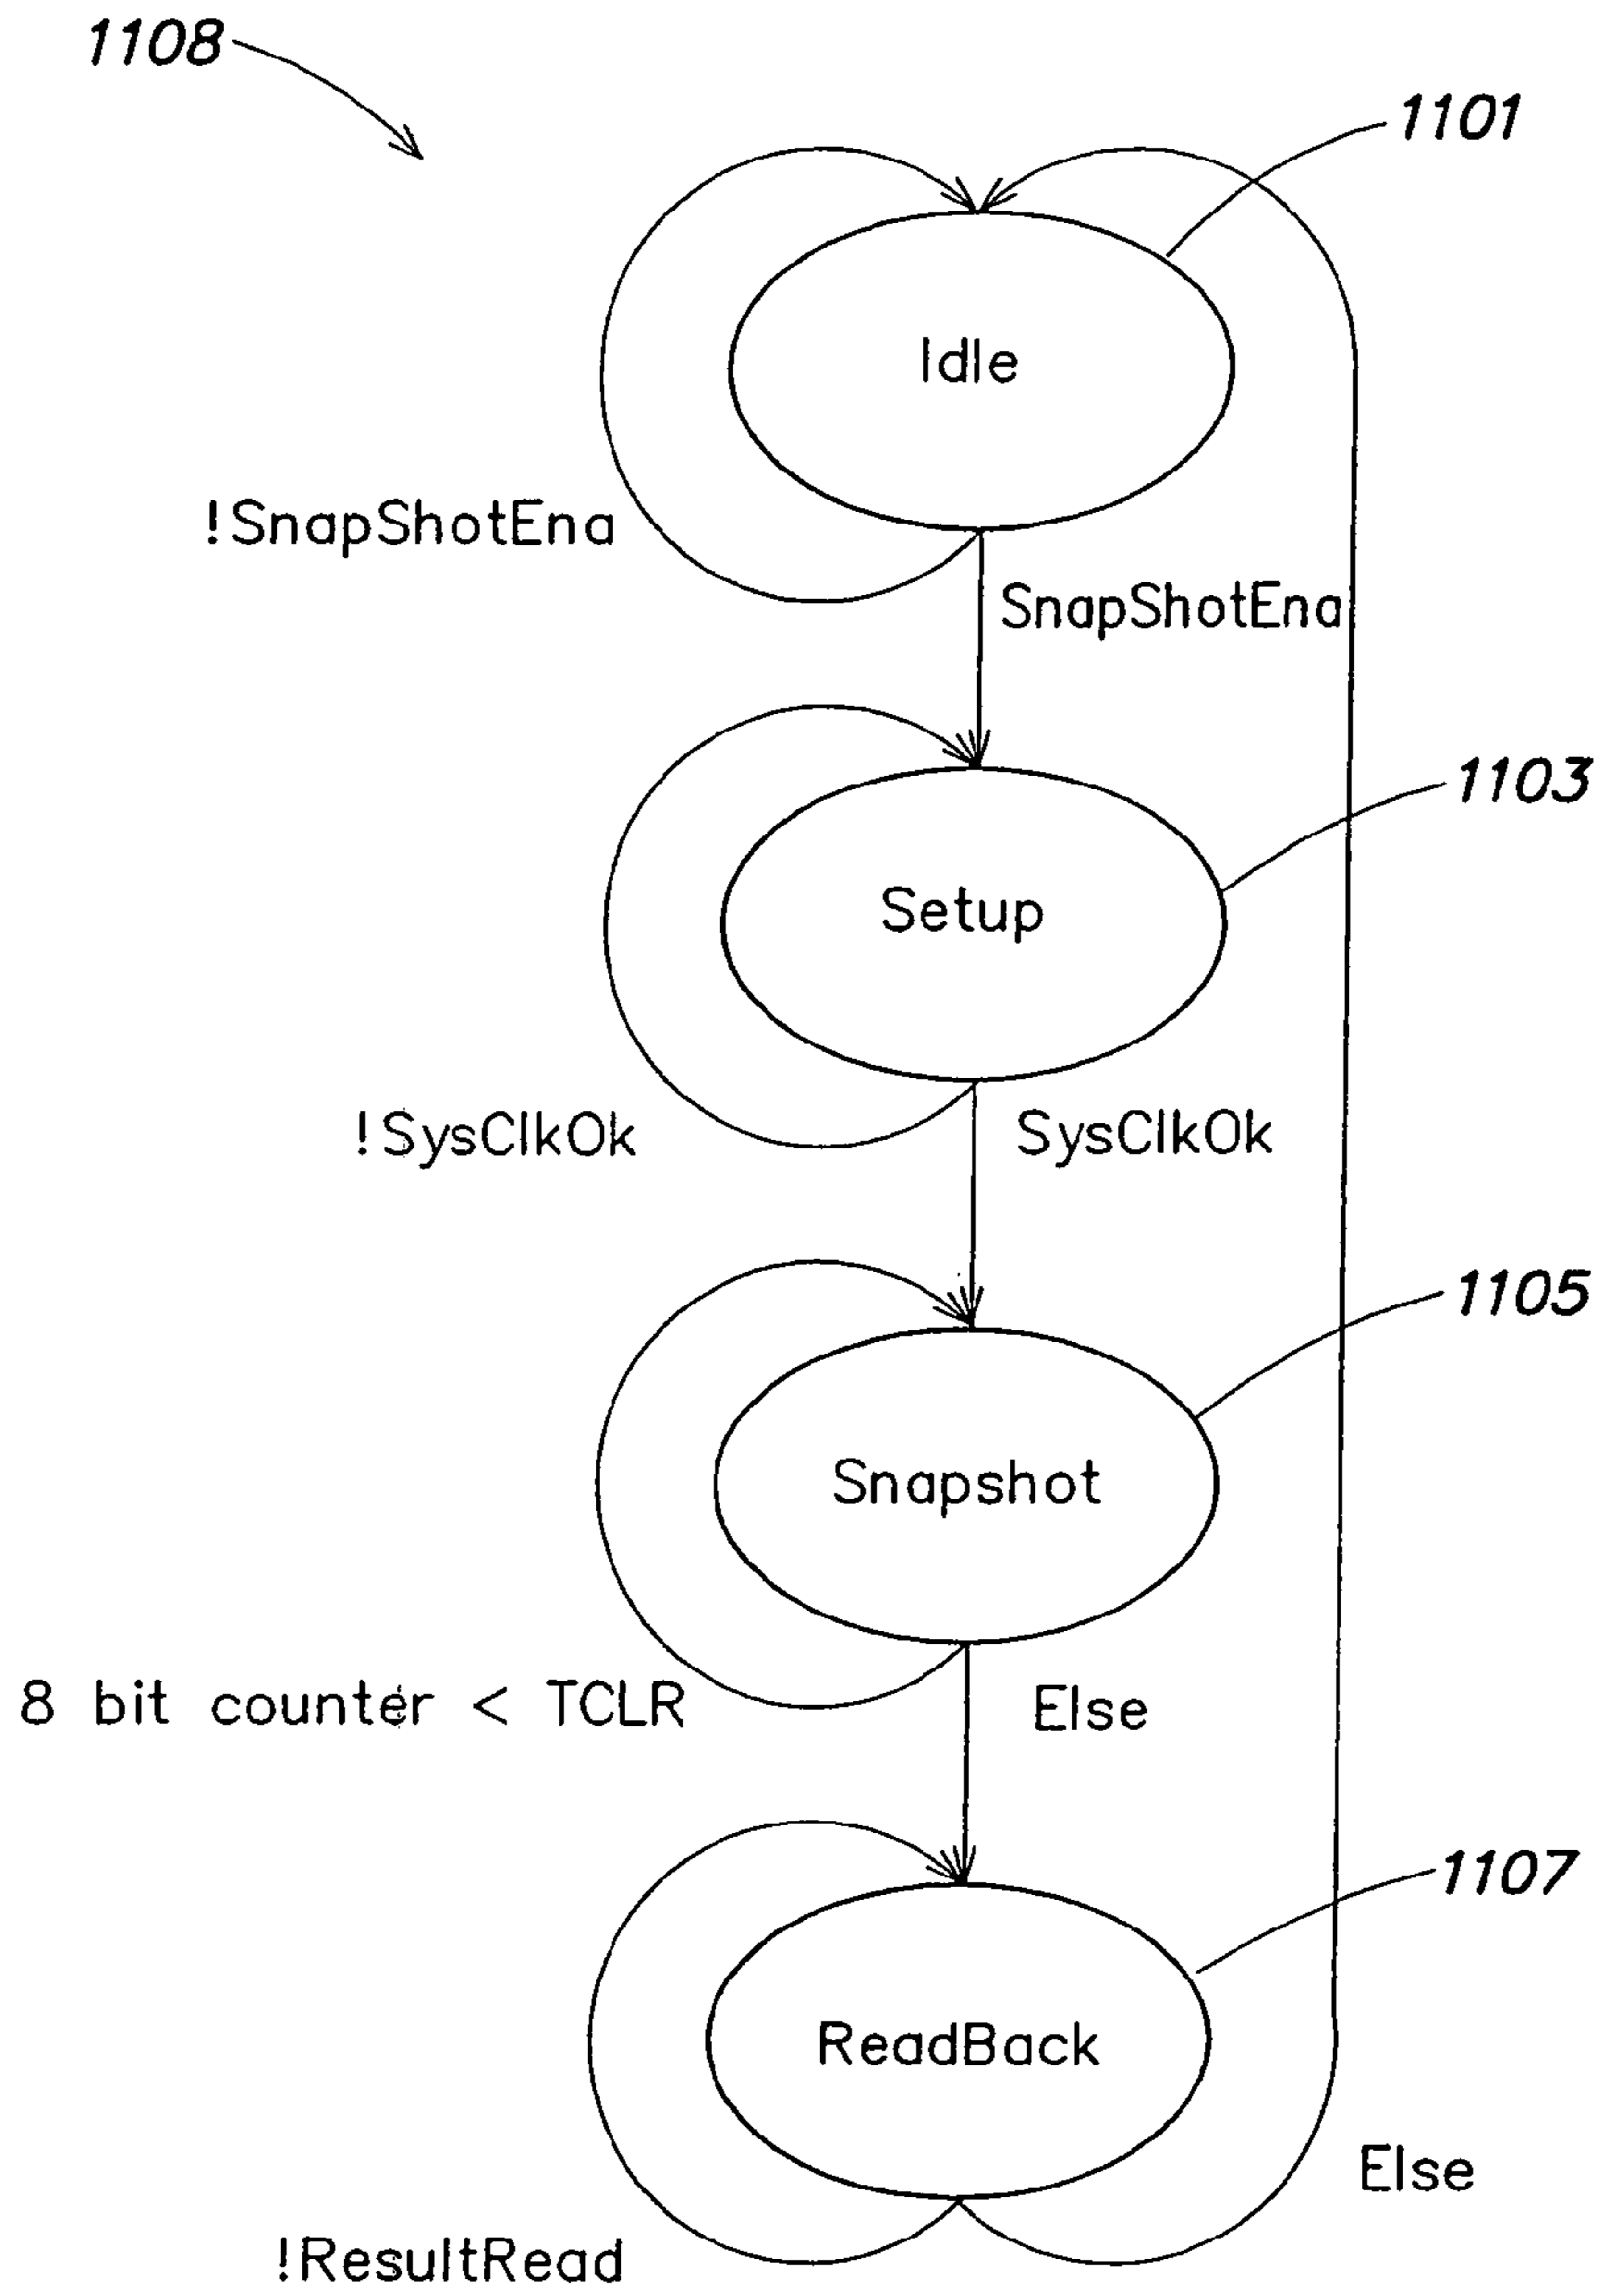 1108
1101
Idle
!SnapShotEna
SnapShotEna
1103
Setup
!SysClkOk
SysClkOk
1105
Snapshot
8 bit counter < TCLR
Else
1107
ReadBack
Else
!ResultRead